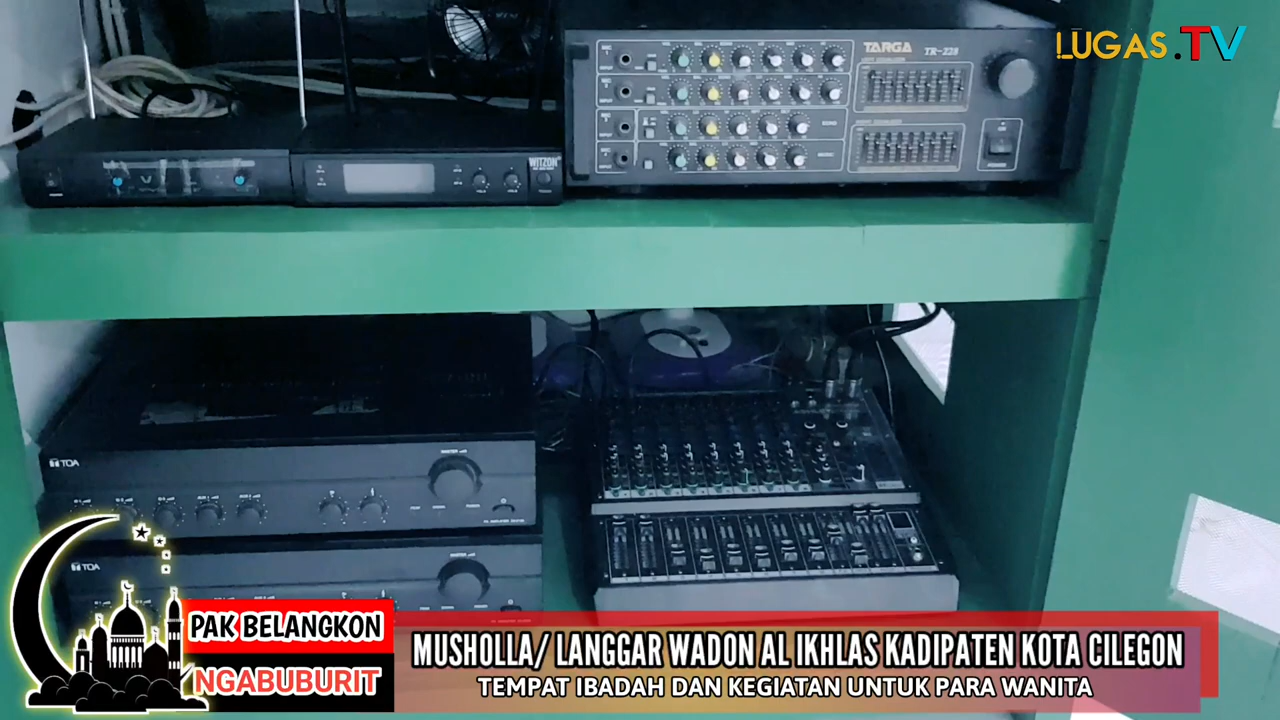 LUGAS.TV
TARGA TR-228
WITZON
TOA
TOA
PAK BELANGKON
NGABUBURIT
MUSHOLLA/ LANGGAR WADON AL IKHLAS KADIPATEN KOTA CILEGON
TEMPAT IBADAH DAN KEGIATAN UNTUK PARA WANITA